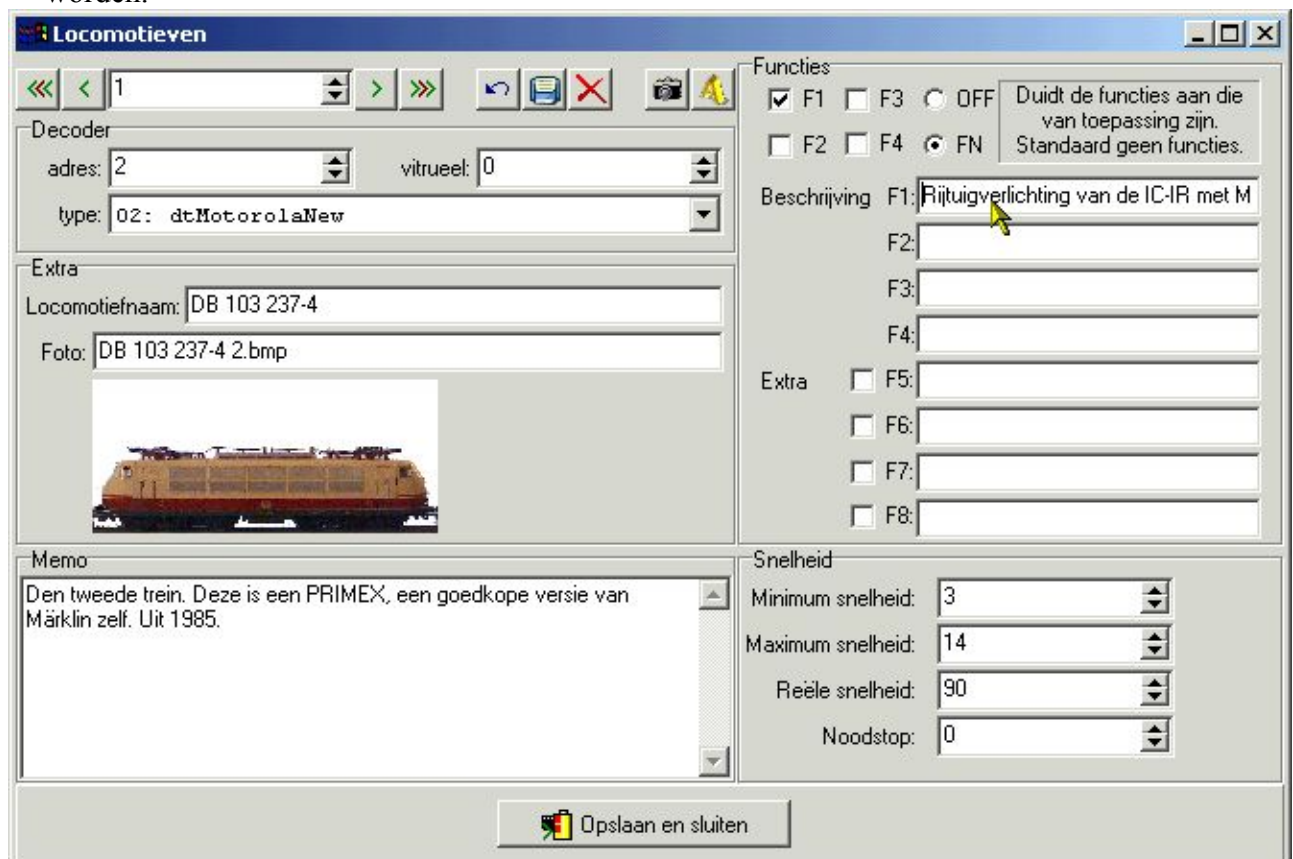 worden.
Locomotieven
1
Decoder
adres: 2 vitrueel: 0
type: 02: dtMotorolaNew
Extra
Locomotiefnaam: DB 103 237-4
Foto: DB 103 237-4 2.bmp
Memo
Den tweede trein. Deze is een PRIMEX, een goedkope versie van
Märklin zelf. Uit 1985.
Functies
F1 F3 OFF
F2 F4 FN
Duidt de functies aan die
van toepassing zijn.
Standaard geen functies.
Beschrijving F1: Rijtuigverlichting van de IC-IR met M
F2:
F3:
F4:
Extra F5:
F6:
F7:
F8:
Snelheid
Minimum snelheid: 3
Maximum snelheid: 14
Reële snelheid: 90
Noodstop: 0
Opslaan en sluiten